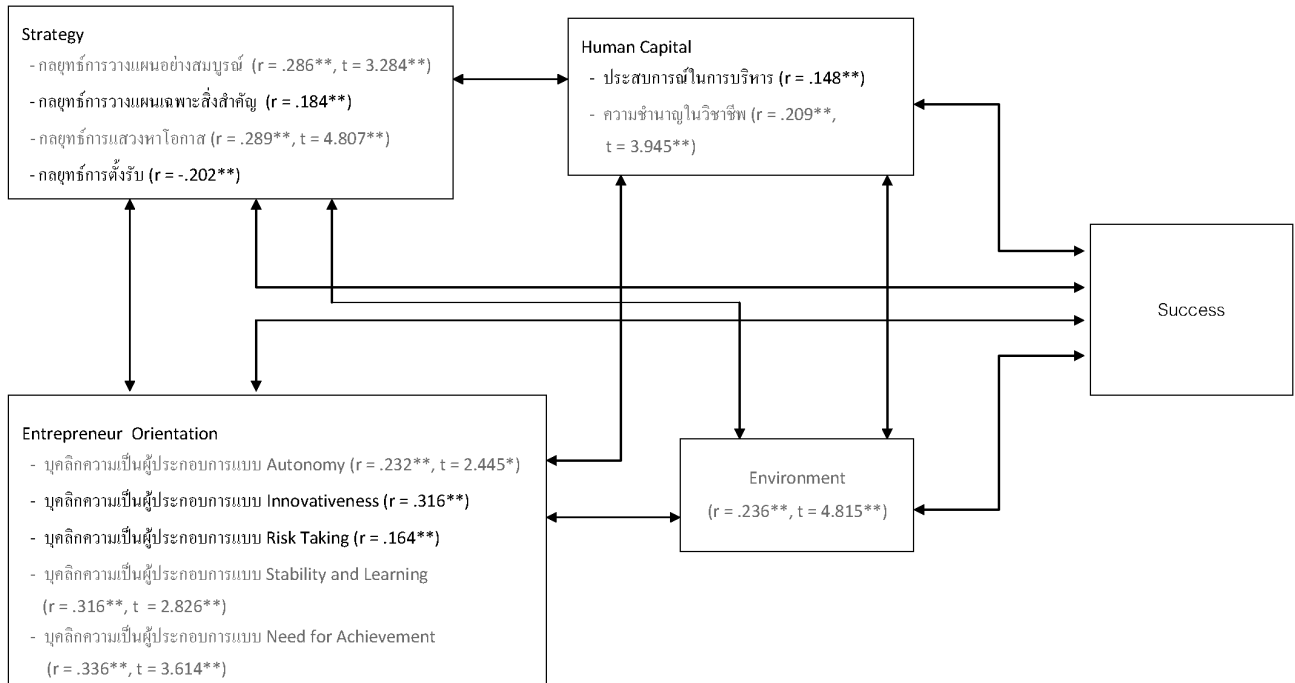 Strategy
- กลยุทธ์การวางแผนอย่างสมบูรณ์ (r = .286**, t = 3.284**)
- กลยุทธ์การวางแผนเฉพาะสิ่งสำคัญ (r = .184**)
- กลยุทธ์การแสวงหาโอกาส (r = .289**, t = 4.807**)
- กลยุทธ์การตั้งรับ (r = -.202**)
Human Capital
- ประสบการณ์ในการบริหาร (r = .148**)
- ความชำนาญในวิชาชีพ (r = .209**,
t = 3.945**)
Success
Entrepreneur Orientation
- บุคลิกความเป็นผู้ประกอบการแบบ Autonomy (r = .232**, t = 2.445*)
- บุคลิกความเป็นผู้ประกอบการแบบ Innovativeness (r = .316**)
- บุคลิกความเป็นผู้ประกอบการแบบ Risk Taking (r = .164**)
- บุคลิกความเป็นผู้ประกอบการแบบ Stability and Learning
(r = .316**, t = 2.826**)
- บุคลิกความเป็นผู้ประกอบการแบบ Need for Achievement
(r = .336**, t = 3.614**)
Environment
(r = .236**, t = 4.815**)